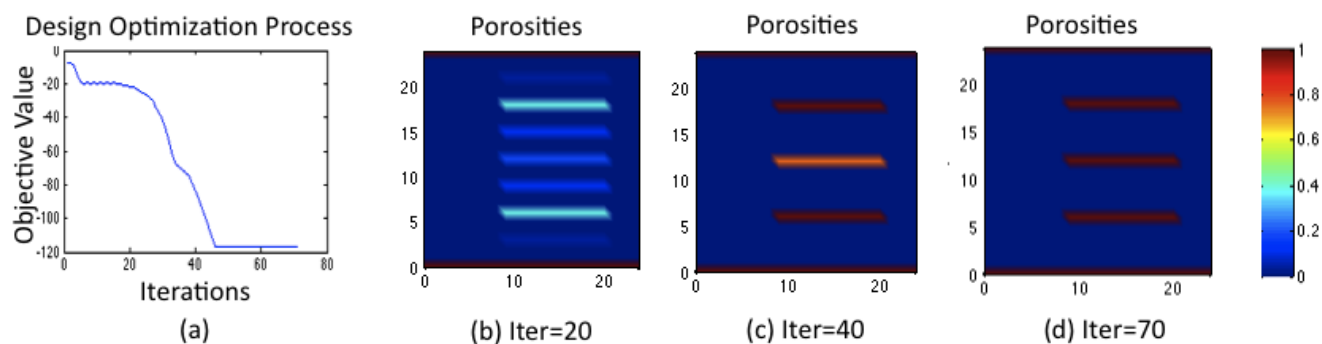 Design Optimization Process
Objective Value
0
-20
-40
-60
-80
-100
-120
0 20 40 60 80
Iterations
(a)
Porosities
20
15
10
5
0
0 10 20
(b) Iter=20
Porosities
20
15
10
5
0
0 10 20
(c) Iter=40
Porosities
20
15
10
5
0
0 10 20
(d) Iter=70
1
0.8
0.6
0.4
0.2
0